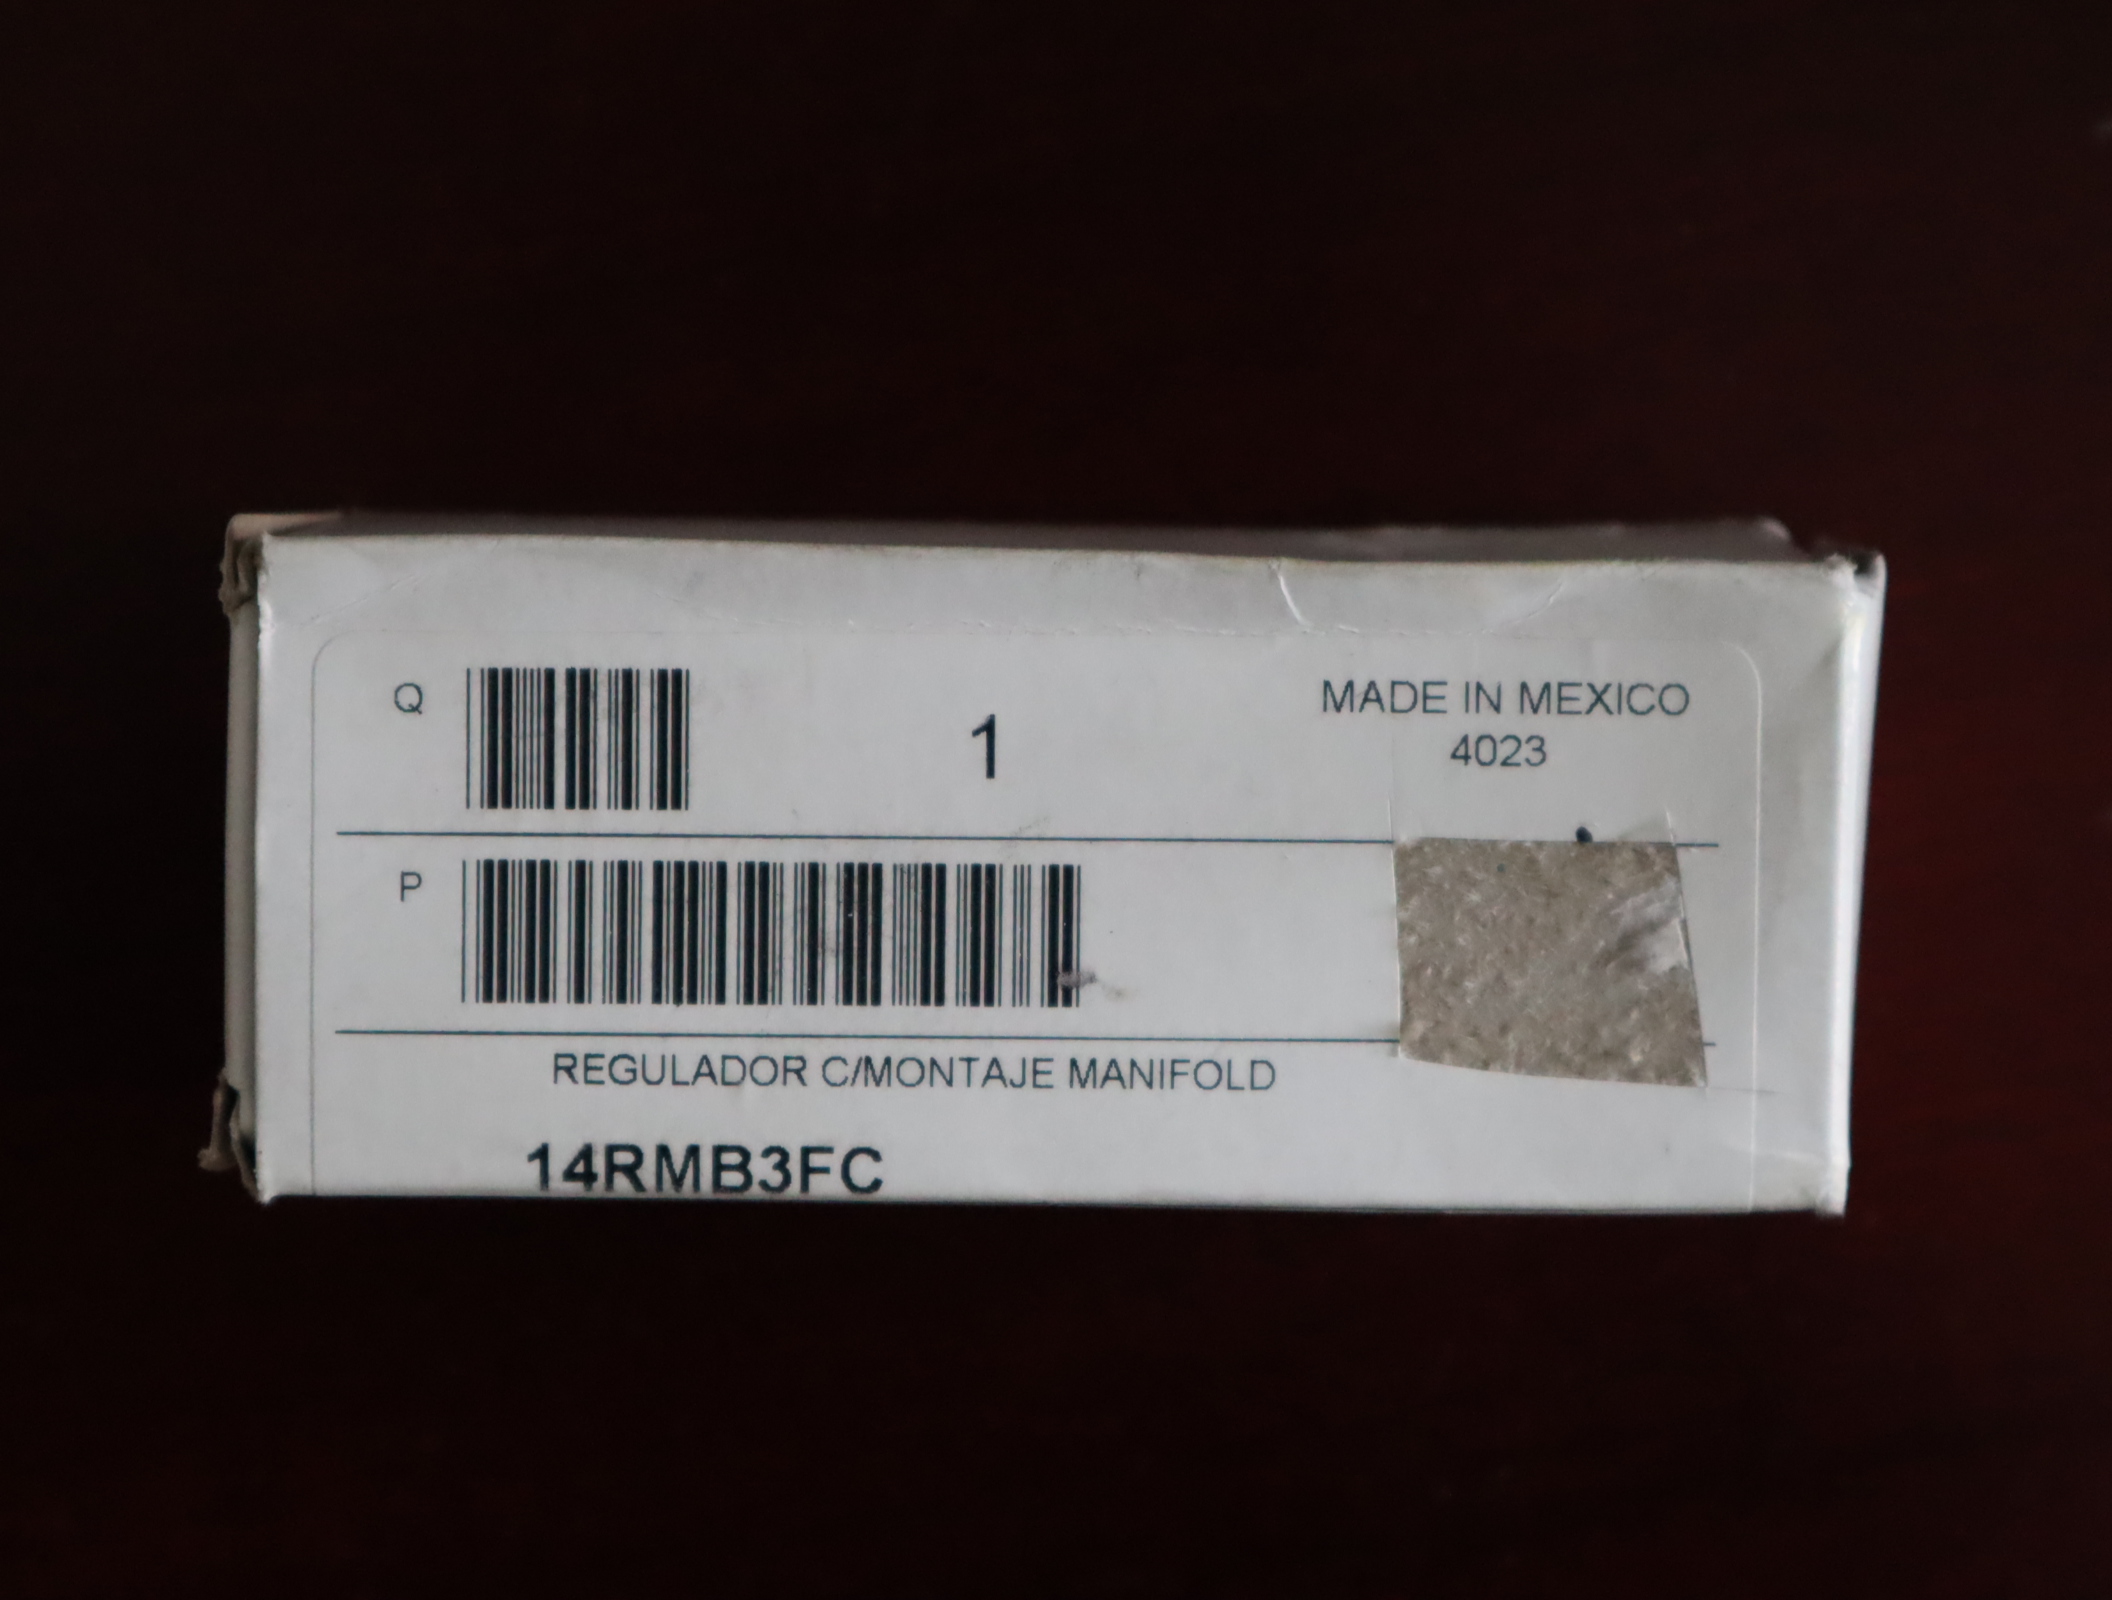 Q
1
MADE IN MEXICO
4023
P
REGULADOR C/MONTAJE MANIFOLD
14RMB3FC